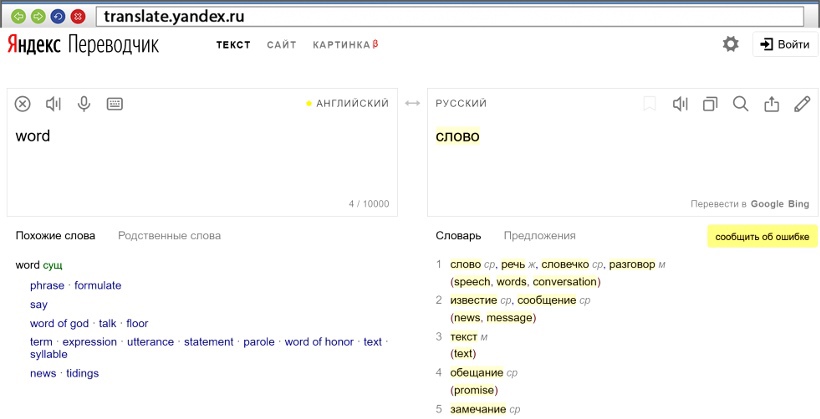 translate.yandex.ru
Яндекс Переводчик ТЕКСТ САЙТ КАРТИНКА β Войти
АНГЛИЙСКИЙ
word
4 / 10000
РУССКИЙ
слово
Перевести в Google Bing
Похожие слова Родственные слова
word сущ
phrase · formulate
say
word of god · talk · floor
term · expression · utterance · statement · parole · word of honor · text ·
syllable
news · tidings
Словарь Предложения сообщить об ошибке
1 слово ср, речь ж, словечко ср, разговор м
(speech, words, conversation)
2 известие ср, сообщение ср
(news, message)
3 текст м
(text)
4 обещание ср
(promise)
5 замечание ср